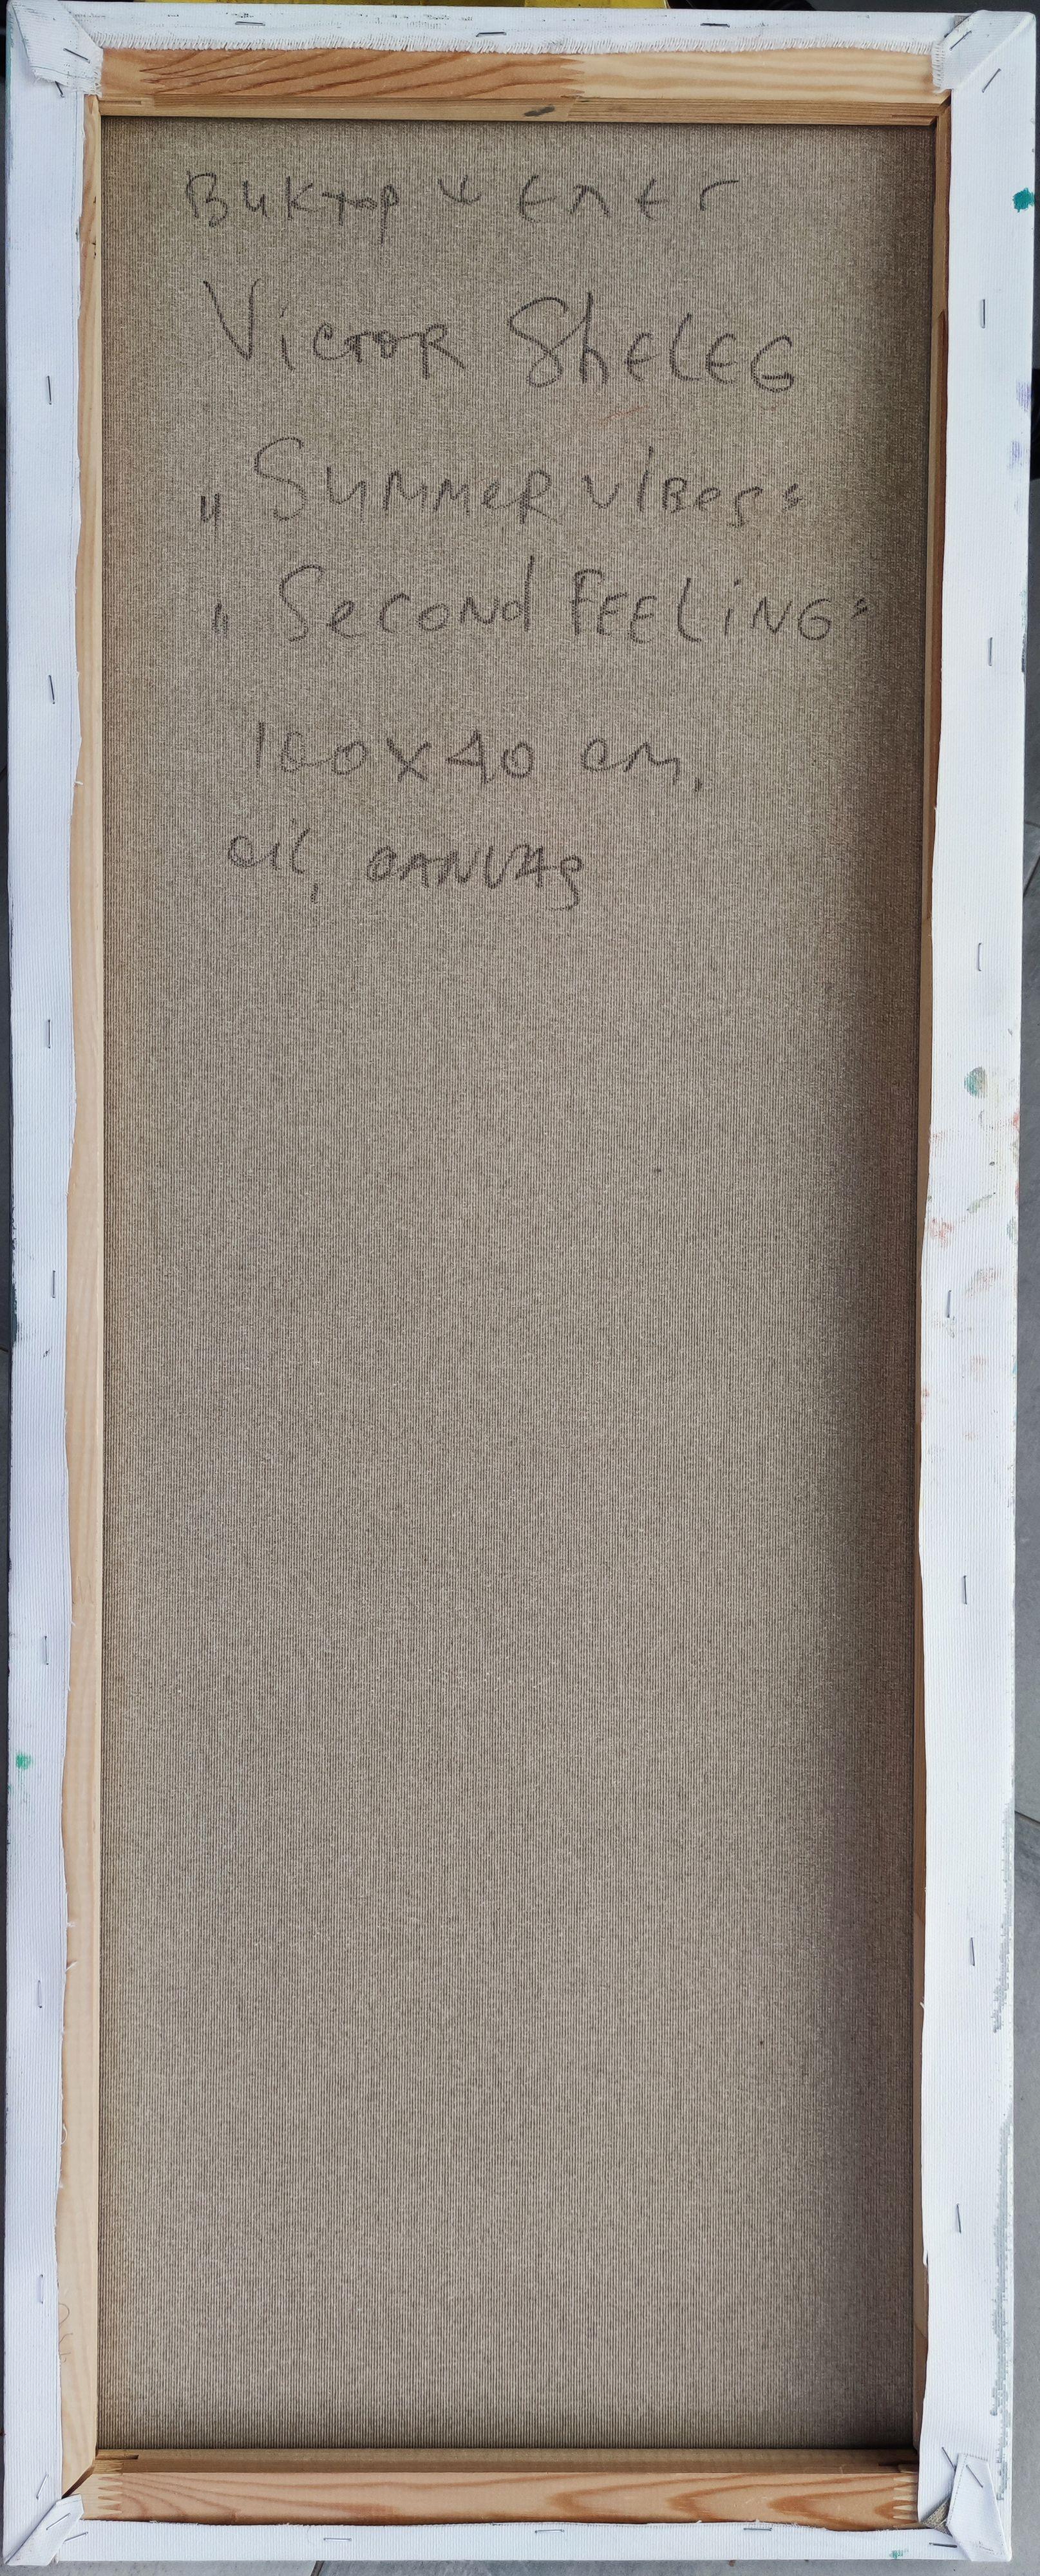 Виктор Шелег
Victor Sheleg
„Summer vibes“
„Second Feeling“
100x40 cm.
oil, canvas